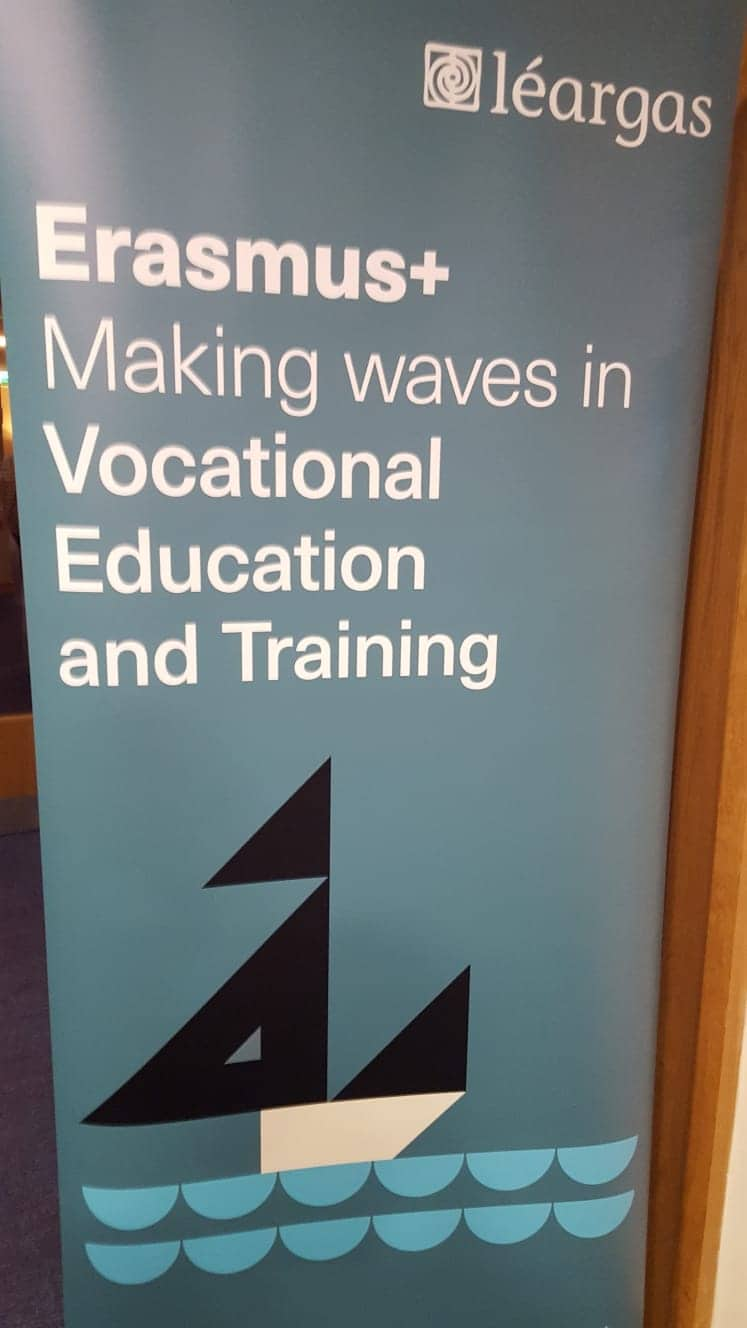 léargas
Erasmus+
Making waves in
Vocational
Education
and Training